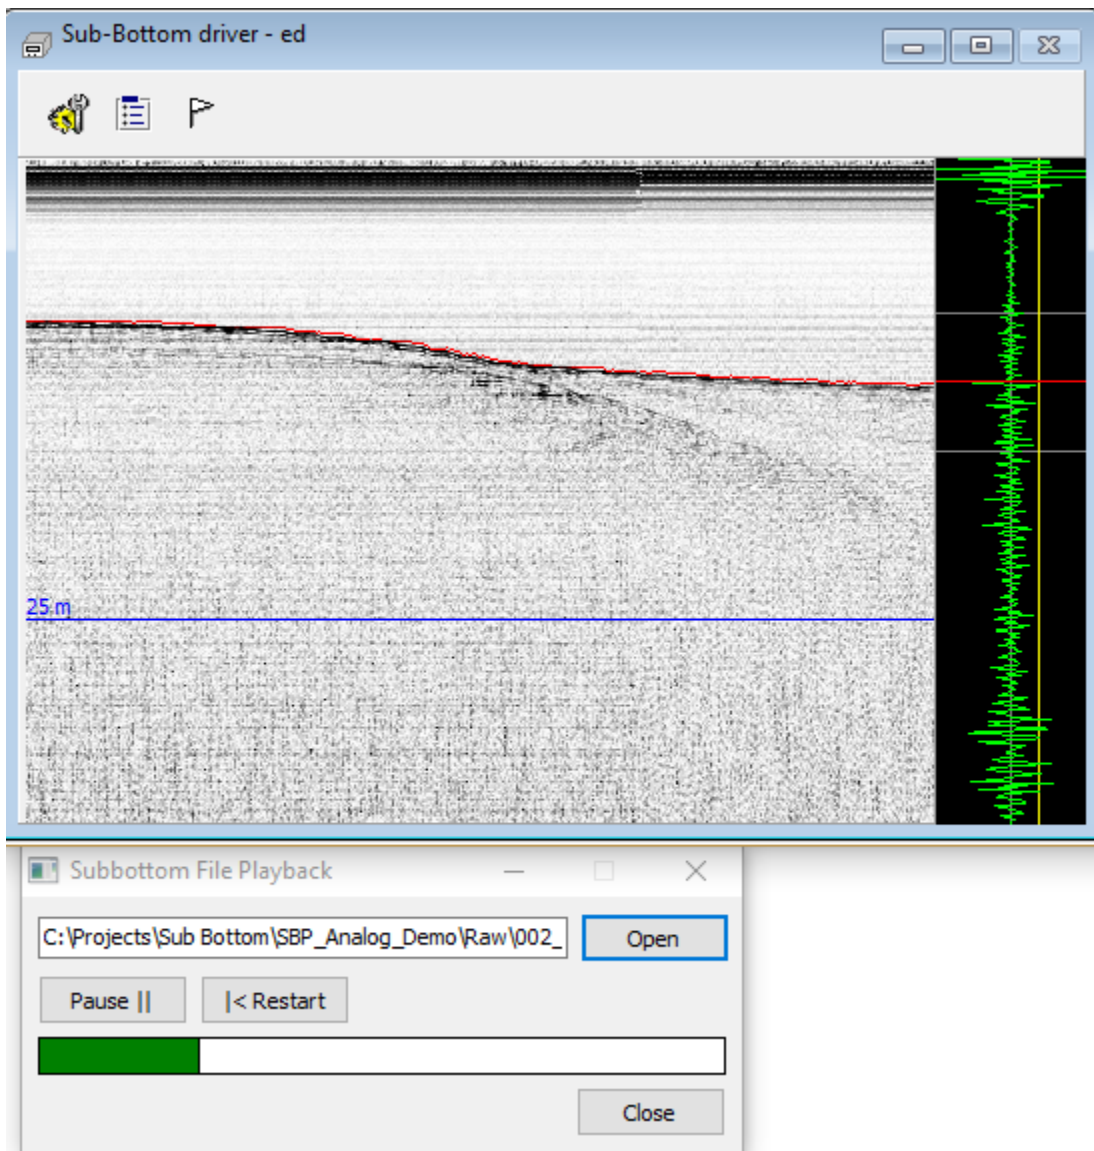 Sub-Bottom driver - ed
25 m
Subbottom File Playback
C:\Projects\Sub Bottom\SBP_Analog_Demo\Raw\002_
Open
Pause ||
|< Restart
Close